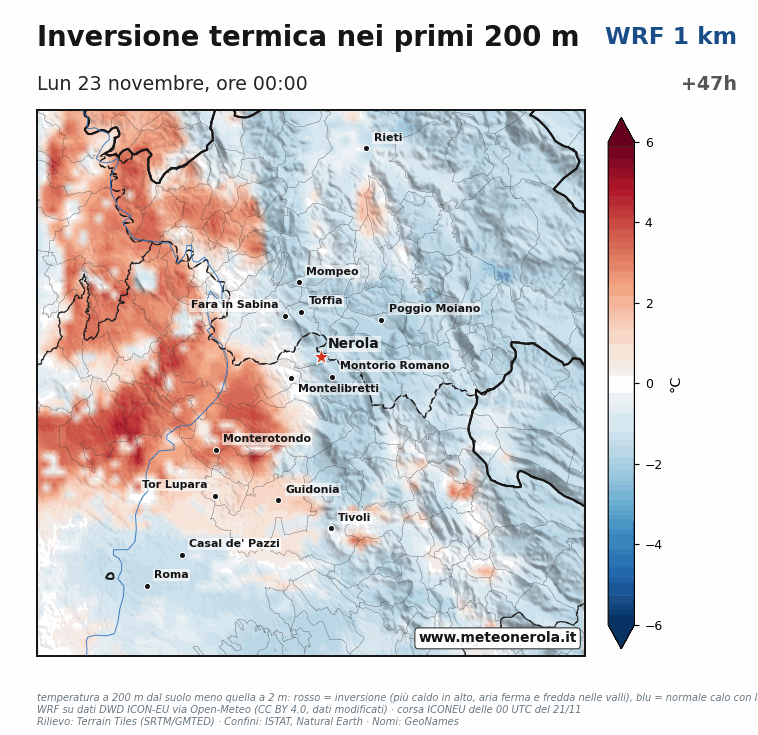 Inversione termica nei primi 200 m
WRF 1 km
Lun 23 novembre, ore 00:00
+47h
Rieti
Mompeo
Toffia
Fara in Sabina
Poggio Moiano
Nerola
Montorio Romano
Montelibretti
Monterotondo
Tor Lupara
Guidonia
Tivoli
Casal de' Pazzi
Roma
6
4
2
0
−2
−4
−6
°C
www.meteonerola.it
temperatura a 200 m dal suolo meno quella a 2 m: rosso = inversione (più caldo in alto, aria ferma e fredda nelle valli), blu = normale calo con l
WRF su dati DWD ICON-EU via Open-Meteo (CC BY 4.0, dati modificati) · corsa ICONEU delle 00 UTC del 21/11
Rilievo: Terrain Tiles (SRTM/GMTED) · Confini: ISTAT, Natural Earth · Nomi: GeoNames